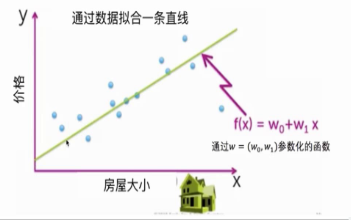 y
通过数据拟合一条直线
价格
f(x) = w₀+w₁ x
通过w = (w₀, w₁)参数化的函数
房屋大小
x